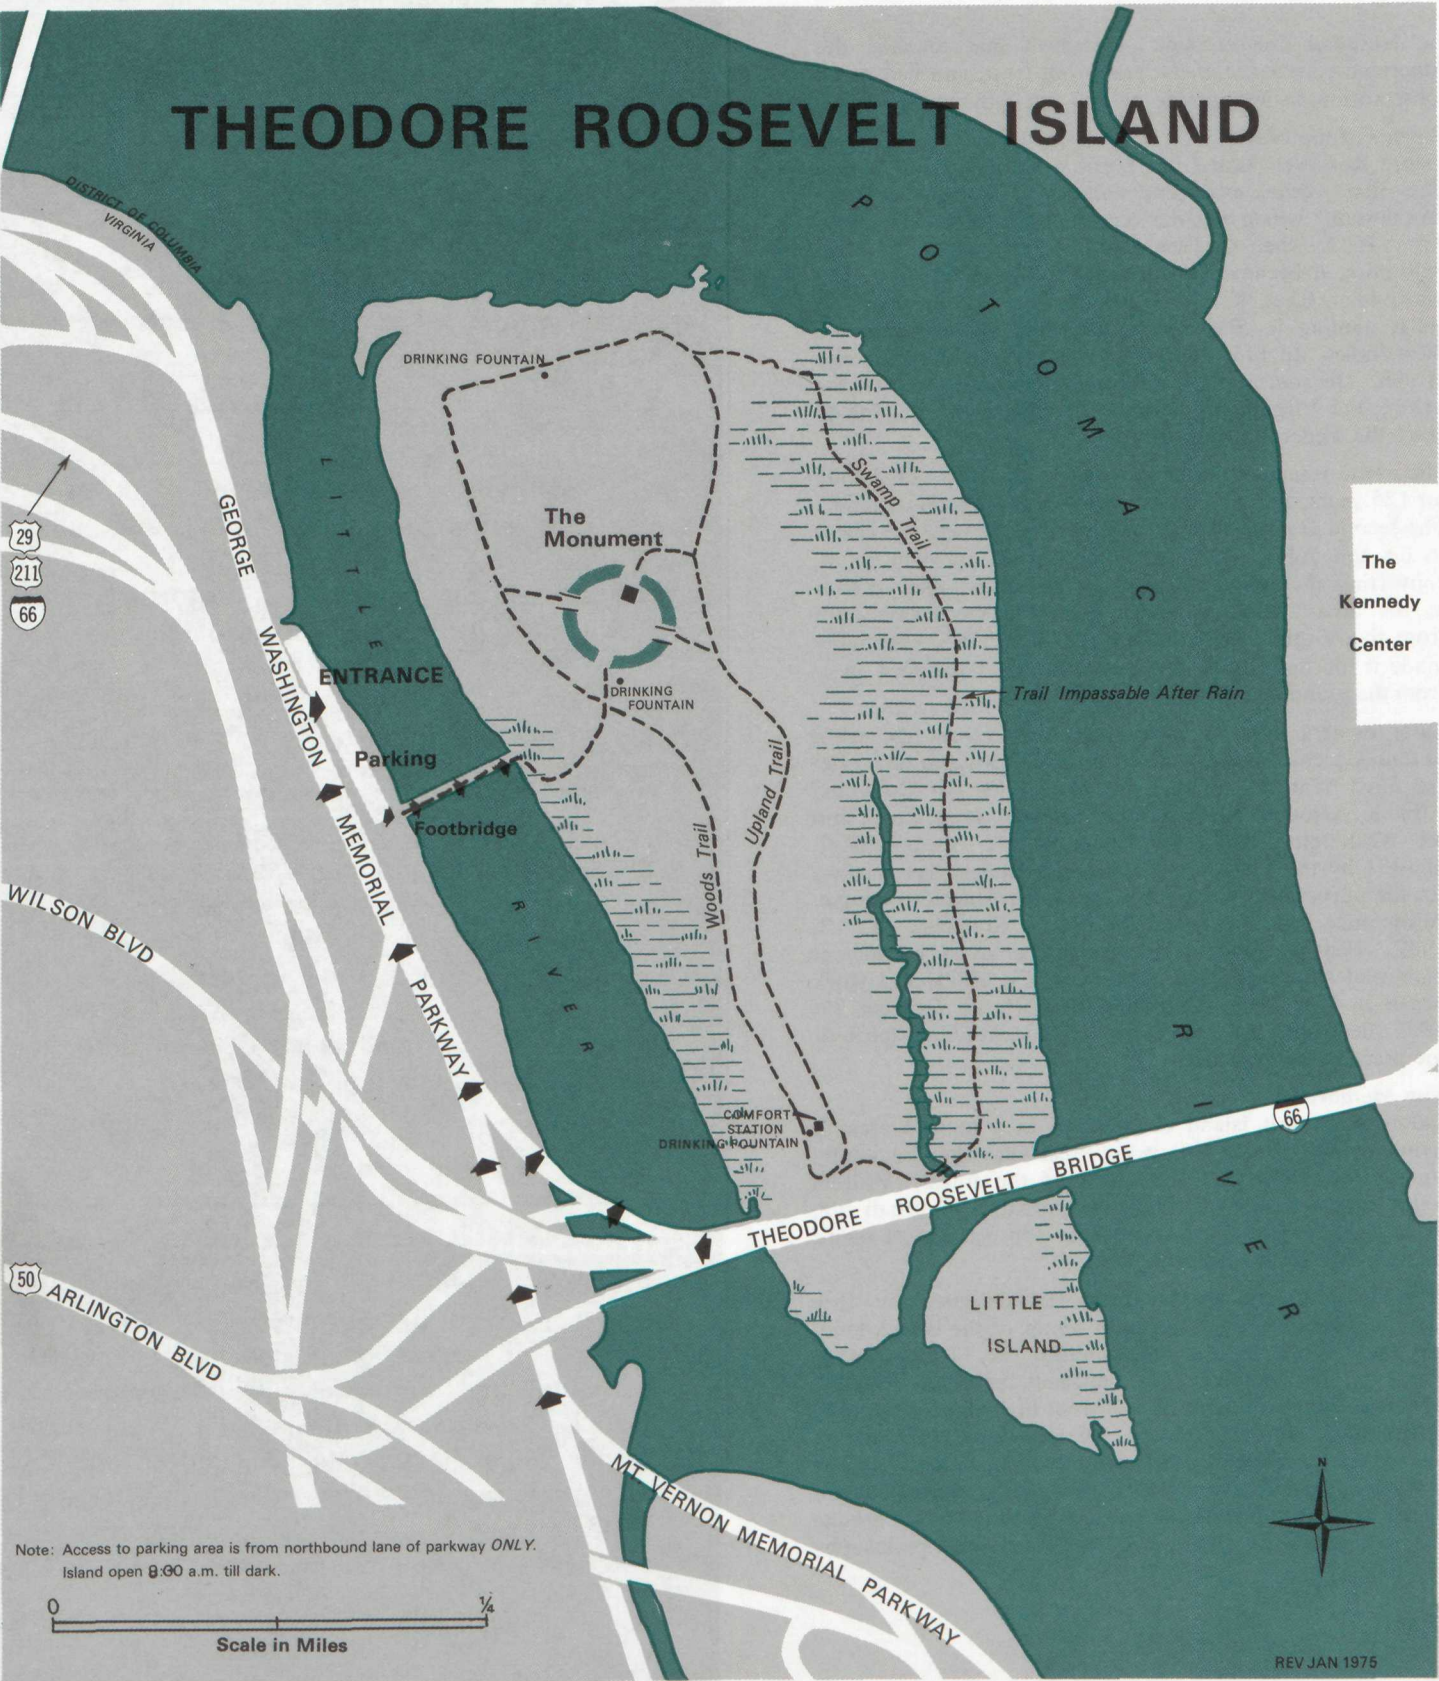 THEODORE ROOSEVELT ISLAND
DISTRICT OF COLUMBIA
VIRGINIA
POTOMAC RIVER
DRINKING FOUNTAIN
LITTLE RIVER
Swamp Trail
29
211
66
GEORGE WASHINGTON MEMORIAL PARKWAY
The
Monument
The
Kennedy
Center
ENTRANCE
DRINKING
FOUNTAIN
Trail Impassable After Rain
Parking
Footbridge
Upland Trail
Woods Trail
WILSON BLVD
COMFORT
STATION
DRINKING FOUNTAIN
66
THEODORE ROOSEVELT BRIDGE
50
ARLINGTON BLVD
LITTLE
ISLAND
MT VERNON MEMORIAL PARKWAY
N
Note: Access to parking area is from northbound lane of parkway ONLY.
Island open :00 a.m. till dark.
0 ¼
Scale in Miles
REV JAN 1975